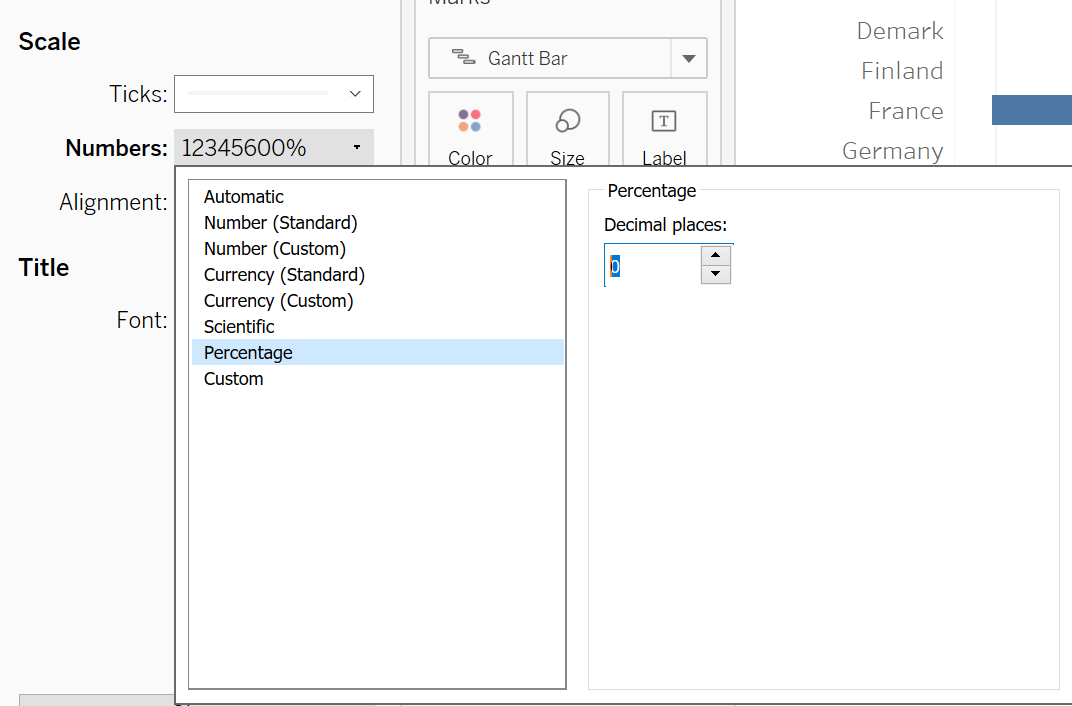 Marks
Scale
Ticks:
Numbers: 12345600%
Alignment:
Title
Font:
Gantt Bar
Color
Size
T
Label
Demark
Finland
France
Germany
Automatic
Number (Standard)
Number (Custom)
Currency (Standard)
Currency (Custom)
Scientific
Percentage
Custom
Percentage
Decimal places:
0